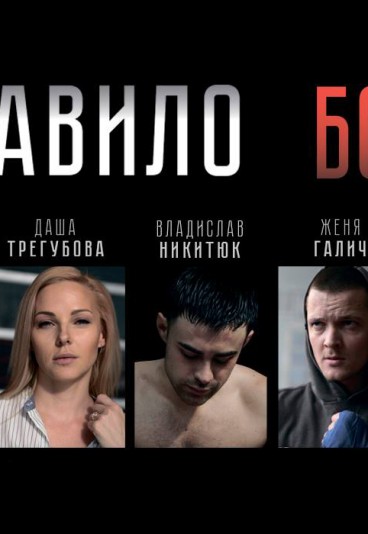 АВИЛО БО
ДАША
ТРЕГУБОВА
ВЛАДИСЛАВ
НИКИТЮК
ЖЕНЯ
ГАЛИЧ